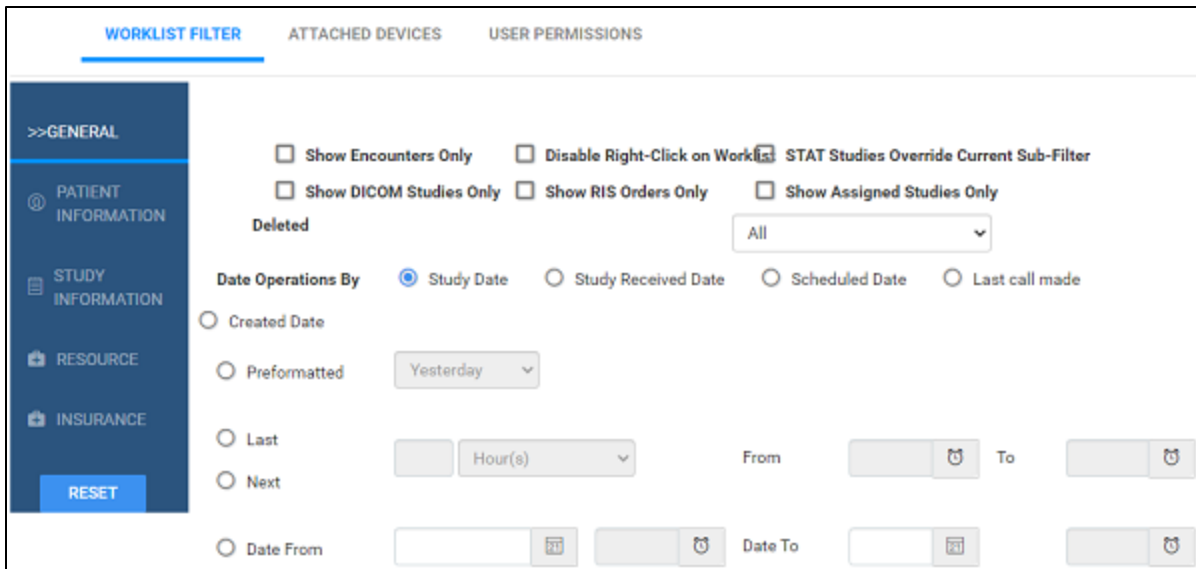 WORKLIST FILTER ATTACHED DEVICES USER PERMISSIONS
>>GENERAL
PATIENT
INFORMATION
STUDY
INFORMATION
RESOURCE
INSURANCE
RESET
Show Encounters Only Disable Right-Click on Worklist STAT Studies Override Current Sub-Filter
Show DICOM Studies Only Show RIS Orders Only Show Assigned Studies Only
Deleted All
Date Operations By Study Date Study Received Date Scheduled Date Last call made
Created Date
Preformatted Yesterday
Last Hour(s) From To
Next
Date From 21 Date To 21